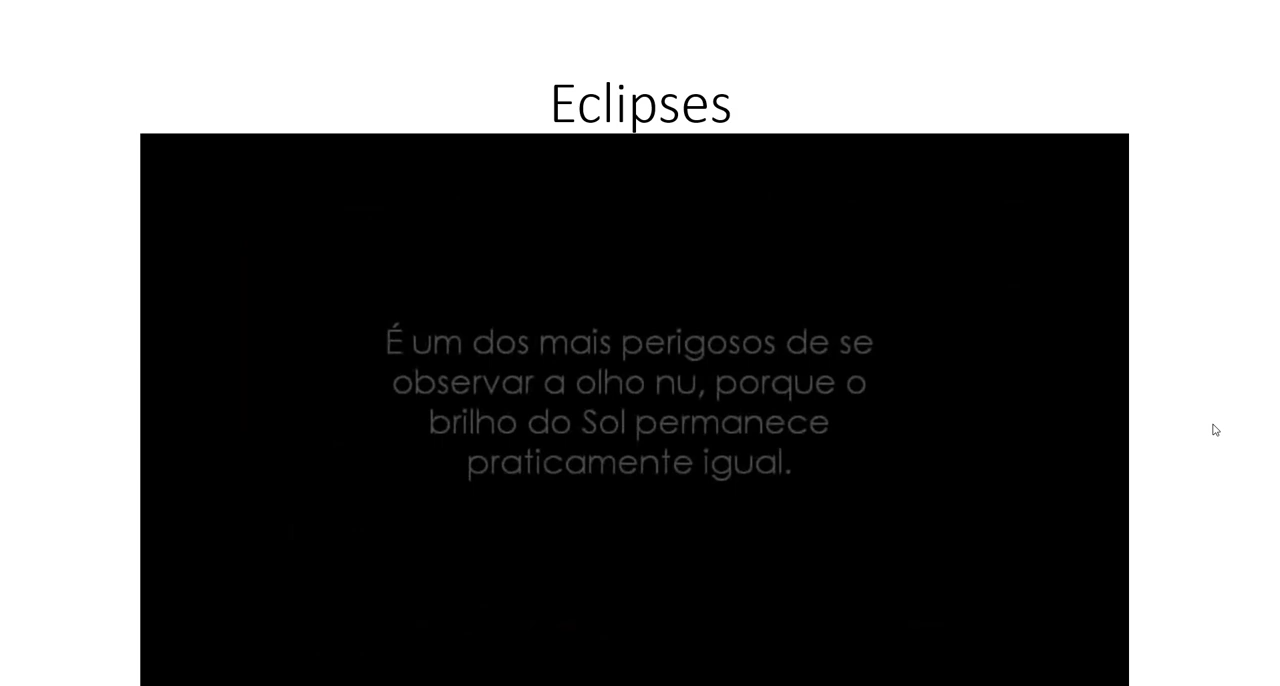 Eclipses
É um dos mais perigosos de se
observar a olho nu, porque o
brilho do Sol permanece
praticamente igual.